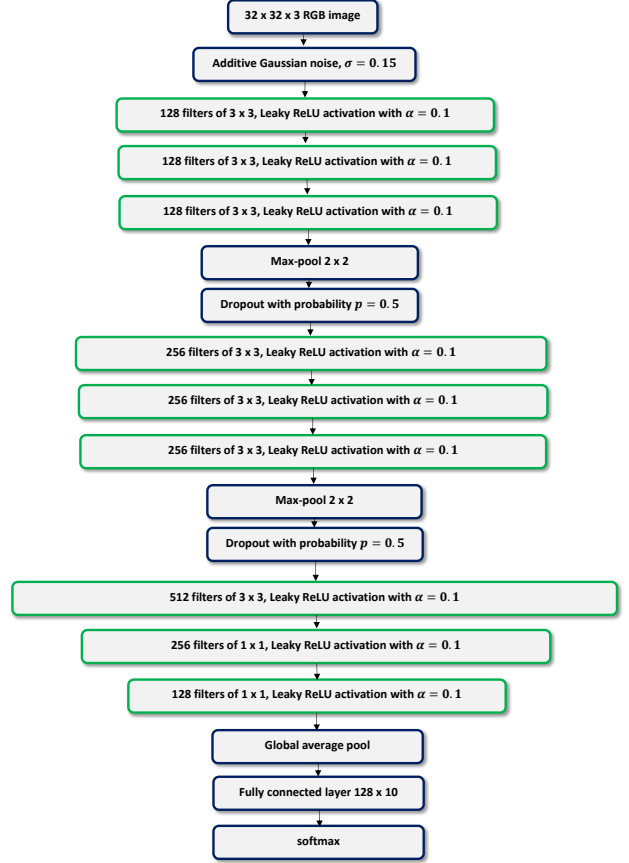 32 x 32 x 3 RGB image
Additive Gaussian noise, σ = 0.15
128 filters of 3 x 3, Leaky ReLU activation with α = 0.1
128 filters of 3 x 3, Leaky ReLU activation with α = 0.1
128 filters of 3 x 3, Leaky ReLU activation with α = 0.1
Max-pool 2 x 2
Dropout with probability p = 0.5
256 filters of 3 x 3, Leaky ReLU activation with α = 0.1
256 filters of 3 x 3, Leaky ReLU activation with α = 0.1
256 filters of 3 x 3, Leaky ReLU activation with α = 0.1
Max-pool 2 x 2
Dropout with probability p = 0.5
512 filters of 3 x 3, Leaky ReLU activation with α = 0.1
256 filters of 1 x 1, Leaky ReLU activation with α = 0.1
128 filters of 1 x 1, Leaky ReLU activation with α = 0.1
Global average pool
Fully connected layer 128 x 10
softmax